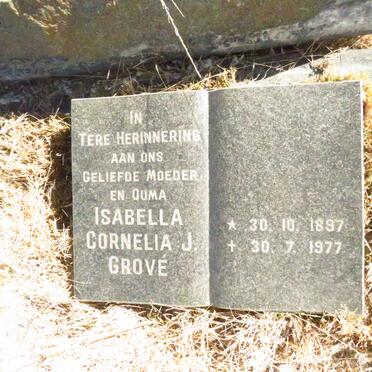 IN
TERE HERINNERING
AAN ONS
GELIEFDE MOEDER
EN OUMA
ISABELLA
CORNELIA J.
GROVÉ
★ 30. 10. 1897
✝ 30. 7. 1977